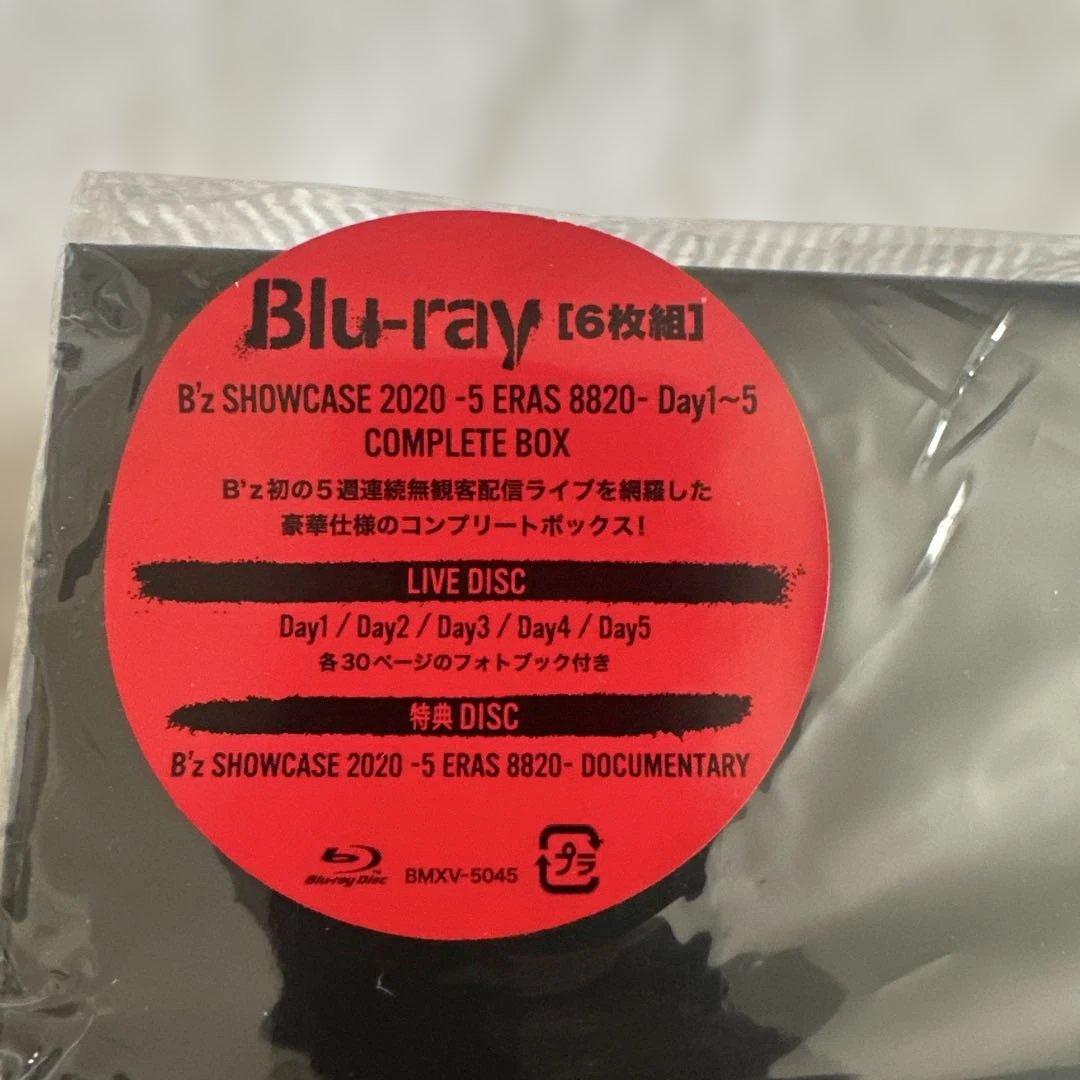 Blu-ray [6枚組]
B'z SHOWCASE 2020 -5 ERAS 8820- Day1~5
COMPLETE BOX
B'z初の5週連続無観客配信ライブを網羅した
豪華仕様のコンプリートボックス!
LIVE DISC
Day1 / Day2 / Day3 / Day4 / Day5
各30ページのフォトブック付き
特典 DISC
B'z SHOWCASE 2020 -5 ERAS 8820- DOCUMENTARY
Blu-ray Disc™ BMXV-5045 プラ